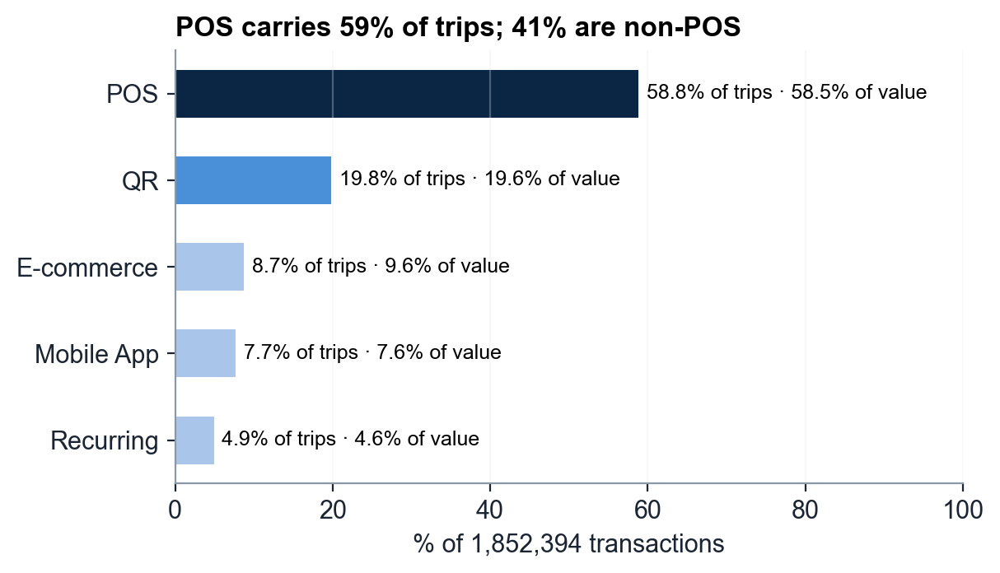 POS carries 59% of trips; 41% are non-POS
POS
58.8% of trips · 58.5% of value
QR
19.8% of trips · 19.6% of value
E-commerce
8.7% of trips · 9.6% of value
Mobile App
7.7% of trips · 7.6% of value
Recurring
4.9% of trips · 4.6% of value
0 20 40 60 80 100
% of 1,852,394 transactions